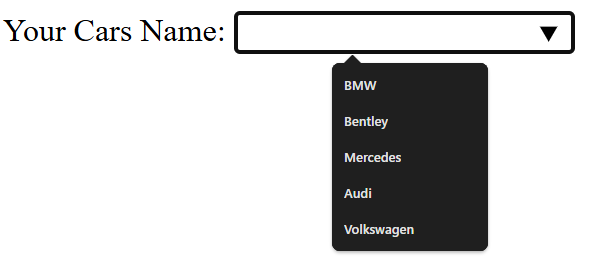 Your Cars Name:
BMW
Bentley
Mercedes
Audi
Volkswagen